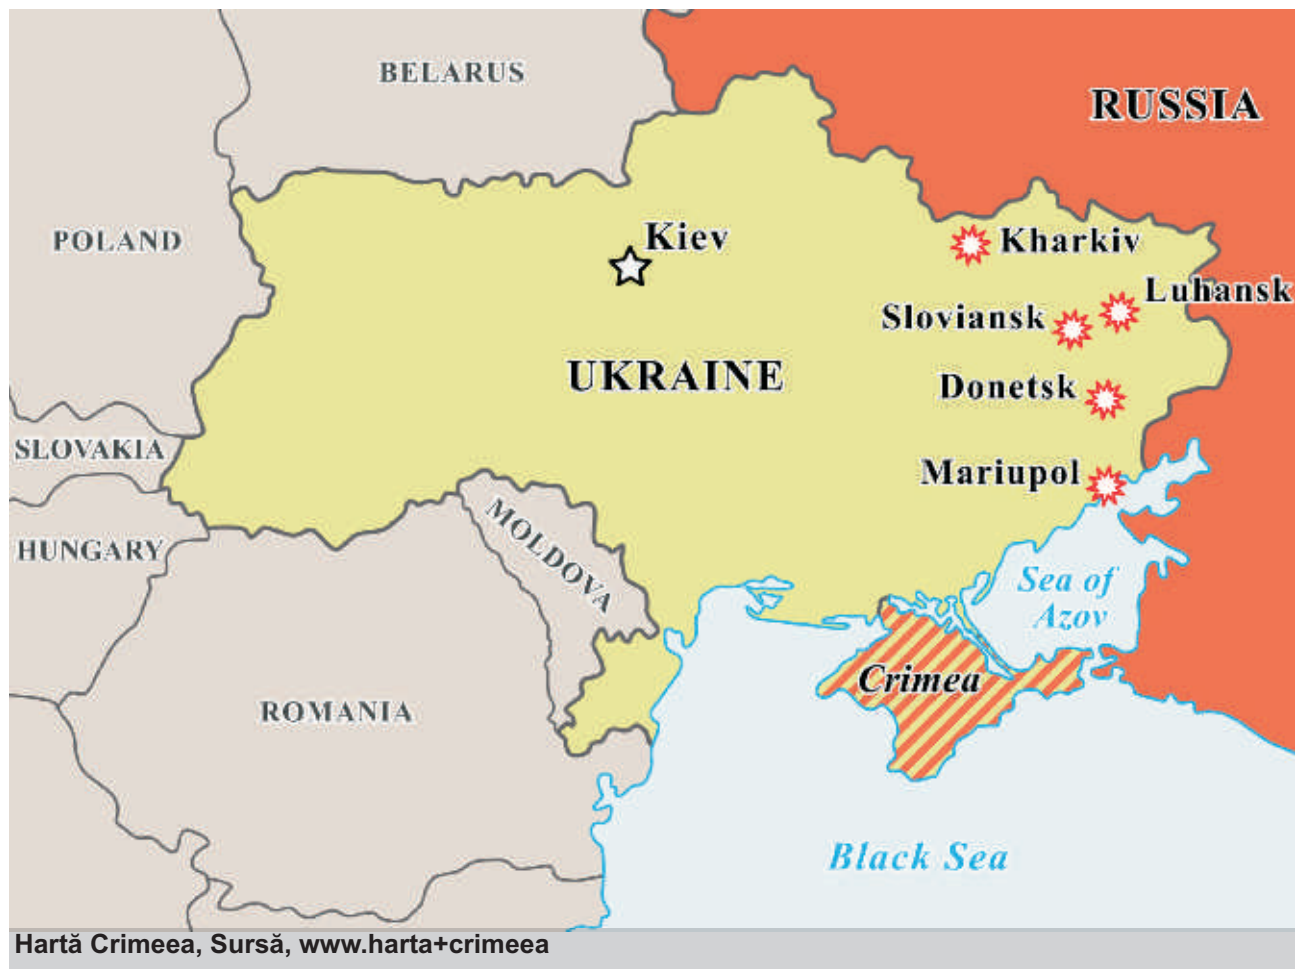 BELARUS
RUSSIA
POLAND
Kiev
Kharkiv
Luhansk
Sloviansk
UKRAINE
Donetsk
SLOVAKIA
Mariupol
HUNGARY
MOLDOVA
Sea of
Azov
Crimea
ROMANIA
Black Sea
Hartă Crimeea, Sursă, www.harta+crimeea